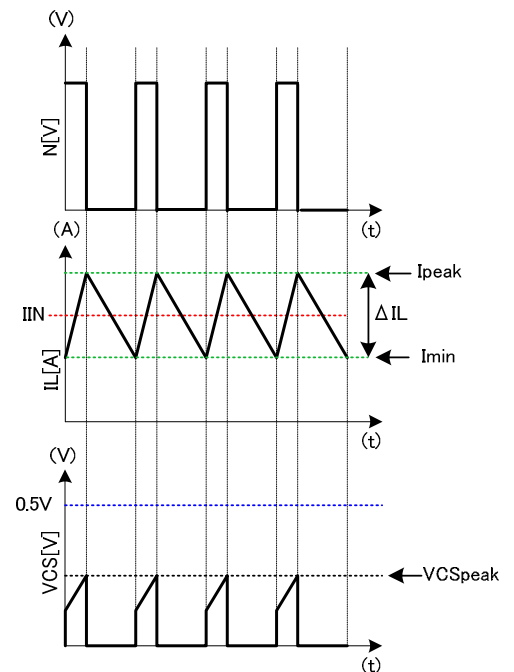 (V)
N[V]
(t)
(A)
Ipeak
IIN
ΔIL
IL[A]
Imin
(t)
(V)
0.5V
VCS[V]
VCSpeak
(t)